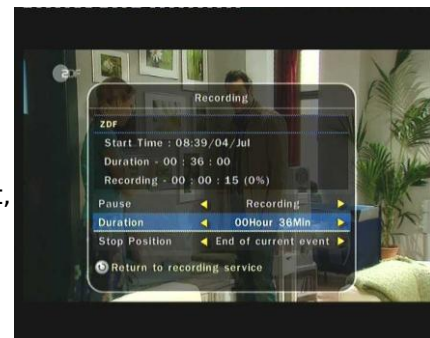 ZDF
Recording
ZDF
Start Time : 08:39/04/Jul
Duration - 00 : 36 : 00
Recording - 00 : 00 : 15 (0%)
Pause ◀ Recording ▶
Duration ◀ 00Hour 36Min ▶
Stop Position ◀ End of current event ▶
Return to recording service